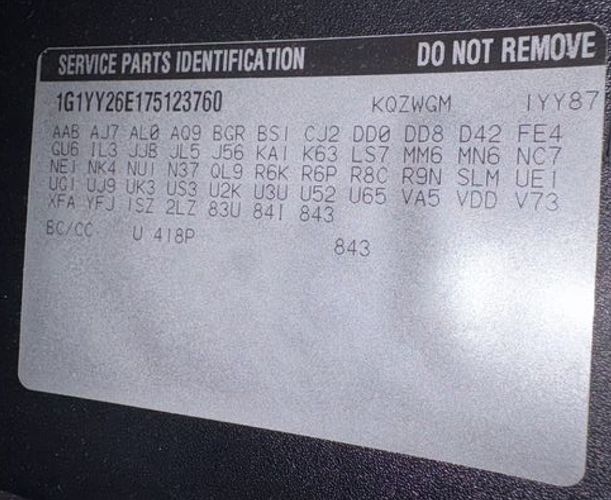 SERVICE PARTS IDENTIFICATION DO NOT REMOVE
1G1YY26E175123760 KQZWGM 1YY87
AAB AJ7 AL0 AQ9 BGR BS1 CJ2 DD0 DD8 D42 FE4
GU6 IL3 JJB JL5 J56 KA1 K63 LS7 MM6 MN6 NC7
NE1 NK4 NU1 N37 QL9 R6K R6P R8C R9N SLM UE1
UG1 UJ9 UK3 US3 U2K U3U U52 U65 VA5 VDD V73
XFA YFJ 1SZ 2LZ 83U 841 843
BC/CC U 418P 843